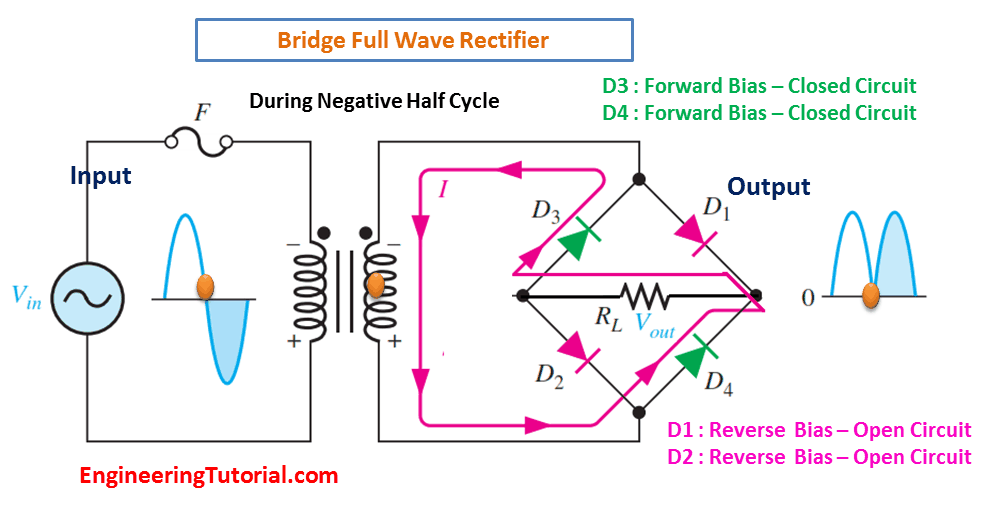 Bridge Full Wave Rectifier
During Negative Half Cycle
D3 : Forward Bias – Closed Circuit
D4 : Forward Bias – Closed Circuit
F
Input
I
Output
D3
D1
Vin
− −
+ +
RL Vout
0
D2
D4
D1 : Reverse Bias – Open Circuit
D2 : Reverse Bias – Open Circuit
EngineeringTutorial.com